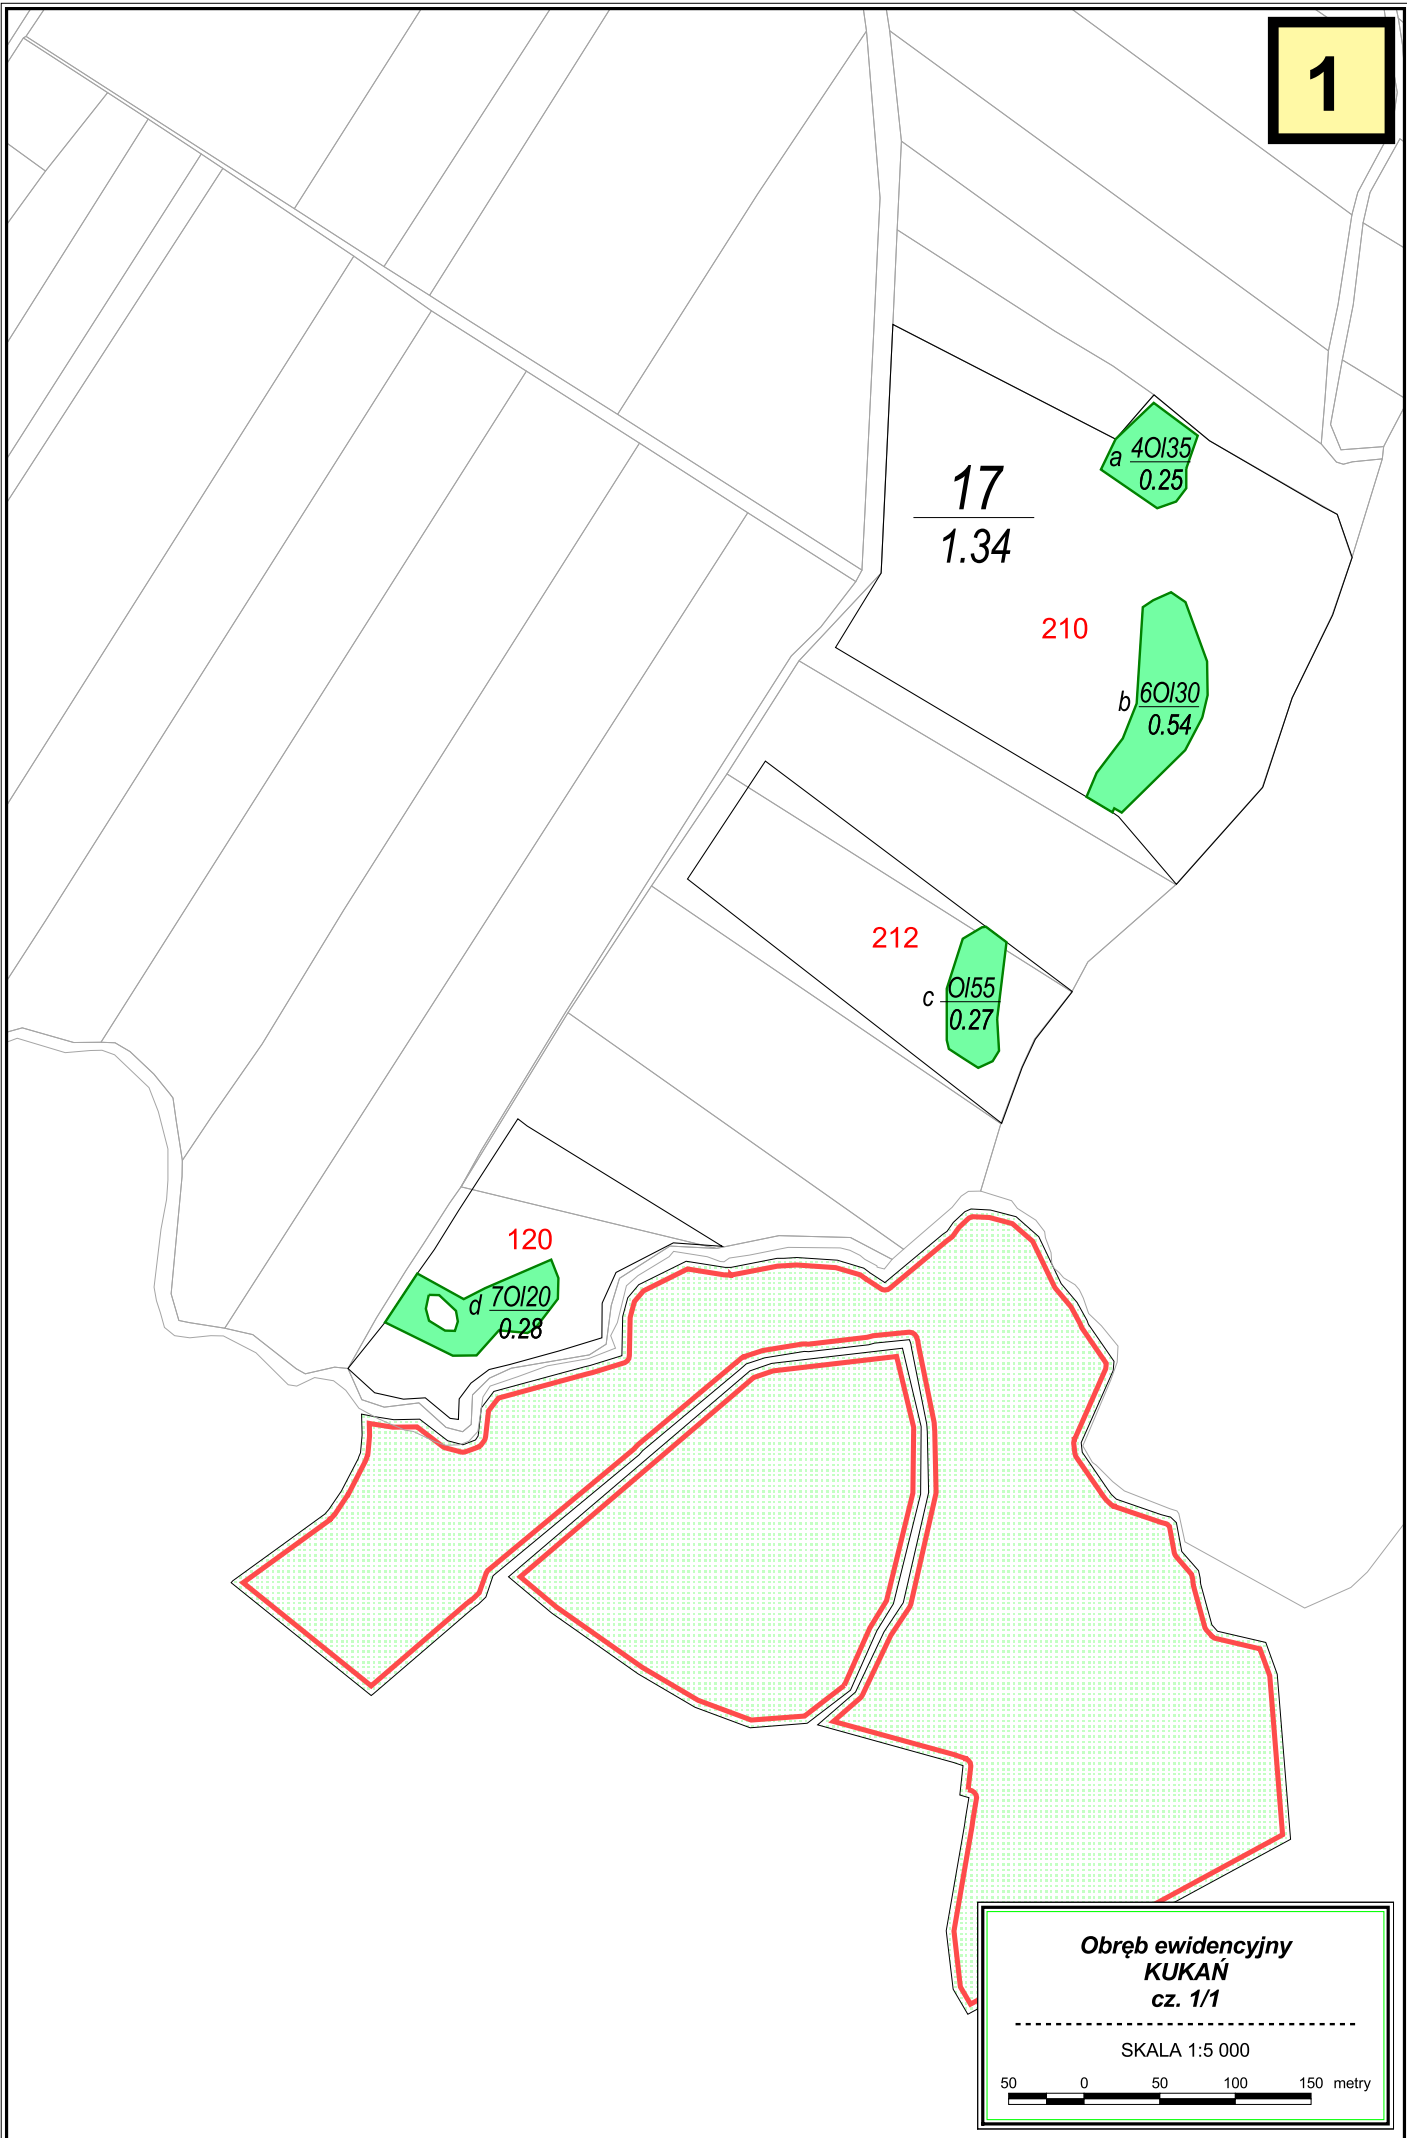 1
17
1.34
a 4Ol35
0.25
210
b 6Ol30
0.54
212
c Ol55
0.27
120
d 7Ol20
0.28
Obręb ewidencyjny
KUKAŃ
cz. 1/1
SKALA 1:5 000
50 0 50 100 150 metry